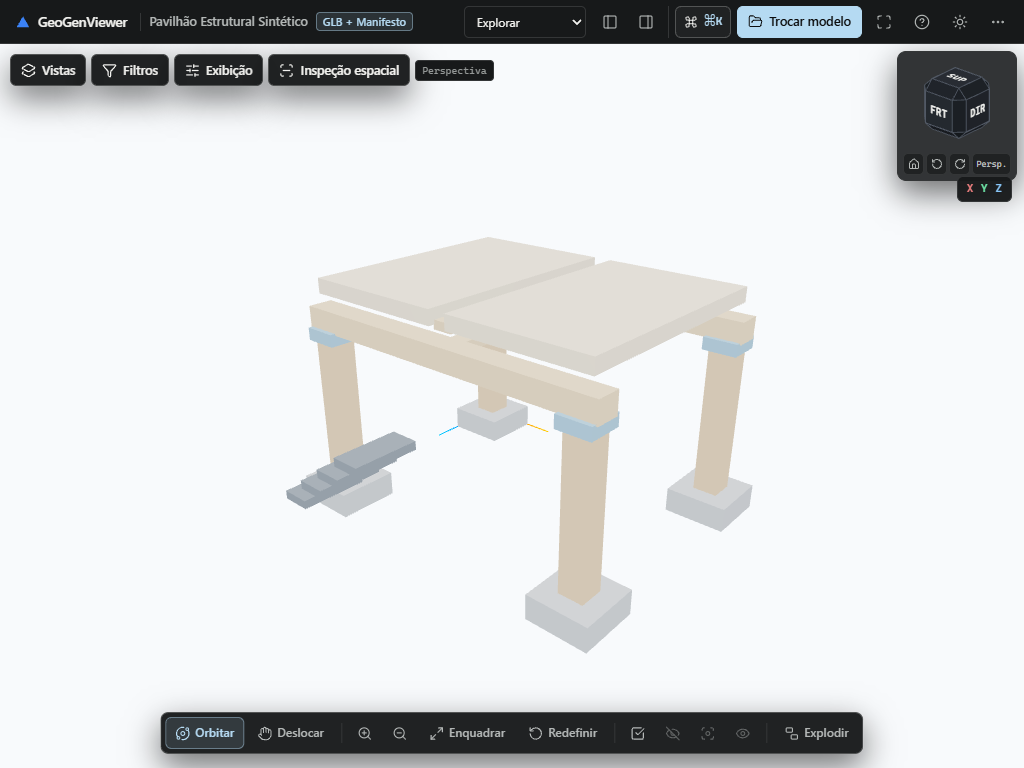 GeoGenViewer
Pavilhão Estrutural Sintético
GLB + Manifesto
Explorar
⌘ ⌘K
Trocar modelo
Vistas
Filtros
Exibição
Inspeção espacial
Perspectiva
SUP
FRT
DIR
Persp.
X Y Z
Orbitar
Deslocar
Enquadrar
Redefinir
Explodir